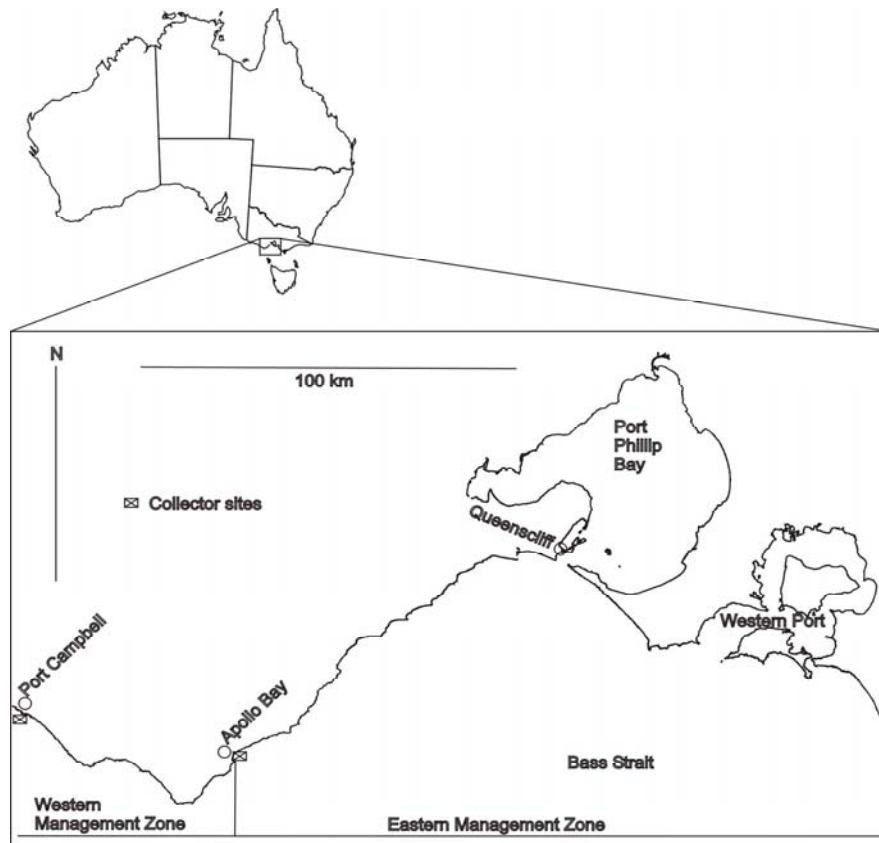 N
100 km
Port
Phillip
Bay
Collector sites
Queenscliff
Western Port
Port Campbell
Apollo Bay
Bass Strait
Western
Management Zone
Eastern Management Zone